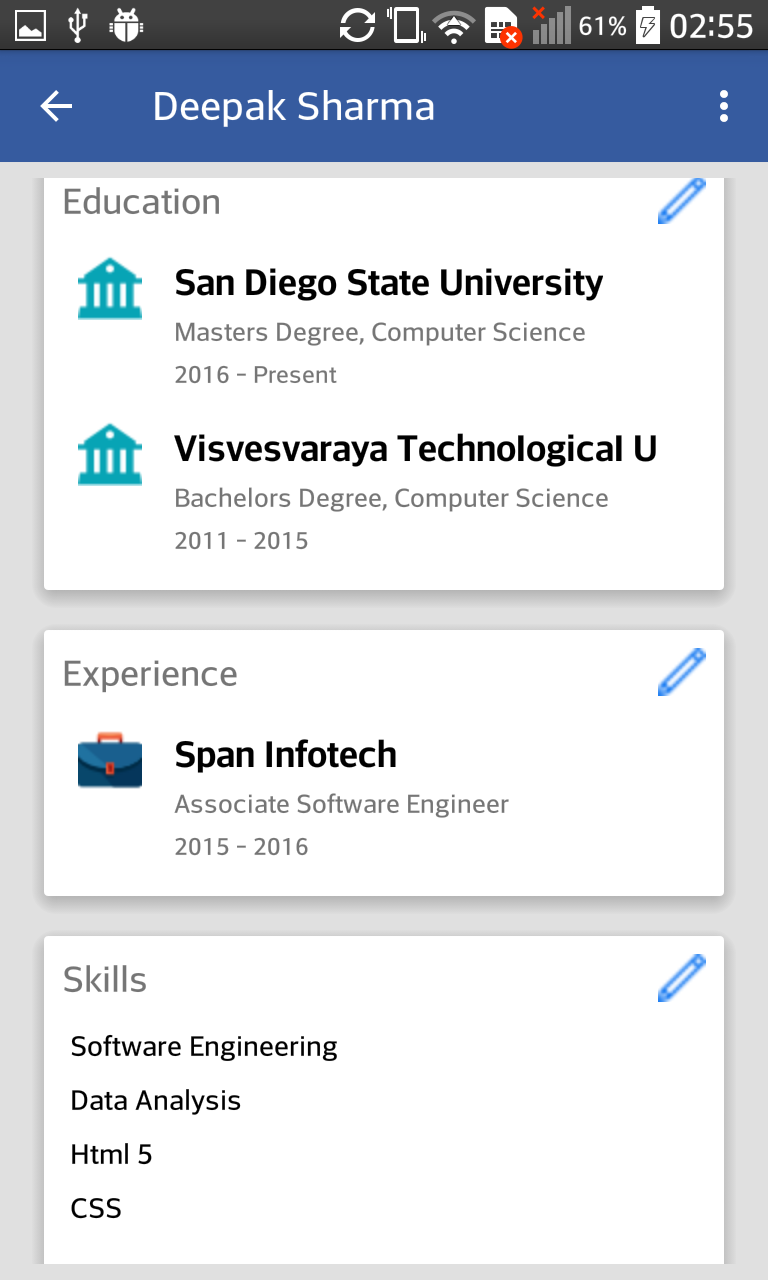 61% 02:55
Deepak Sharma
Education
San Diego State University
Masters Degree, Computer Science
2016 - Present
Visvesvaraya Technological U
Bachelors Degree, Computer Science
2011 - 2015
Experience
Span Infotech
Associate Software Engineer
2015 - 2016
Skills
Software Engineering
Data Analysis
Html 5
CSS